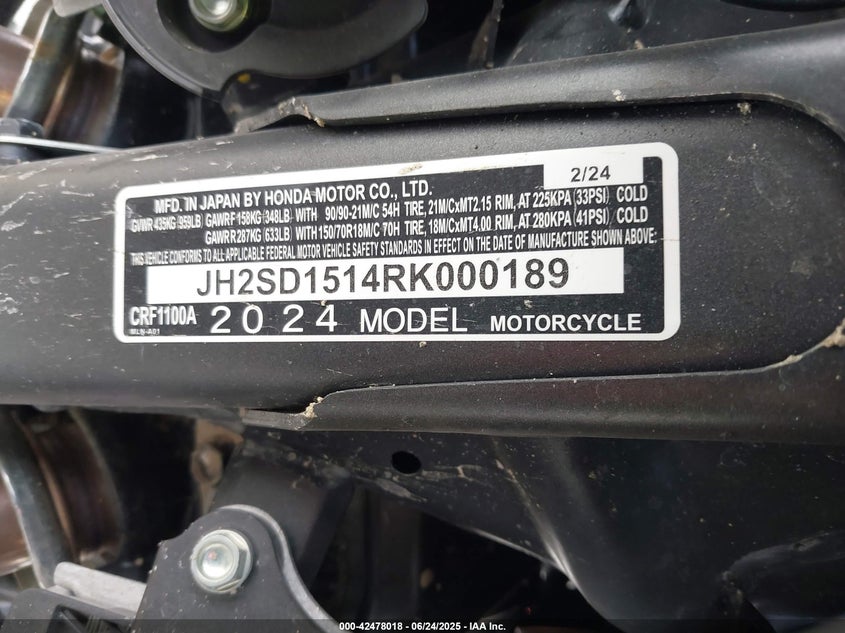 2/24
MFD. IN JAPAN BY HONDA MOTOR CO., LTD.
GVWR 435KG (959LB) GAWR F 158KG (348LB) WITH 90/90-21M/C 54H TIRE, 21M/CxMT2.15 RIM, AT 225KPA (33PSI) COLD
GAWR R 287KG (633LB) WITH 150/70R18M/C 70H TIRE, 18M/CxMT4.00 RIM, AT 280KPA (41PSI) COLD
THIS VEHICLE CONFORMS TO ALL APPLICABLE FEDERAL MOTOR VEHICLE SAFETY STANDARDS IN EFFECT ON THE DATE OF MANUFACTURE SHOWN ABOVE:
JH2SD1514RK000189
CRF1100A 2024 MODEL MOTORCYCLE
MLN-A01
000-42478018 - 06/24/2025 - IAA Inc.